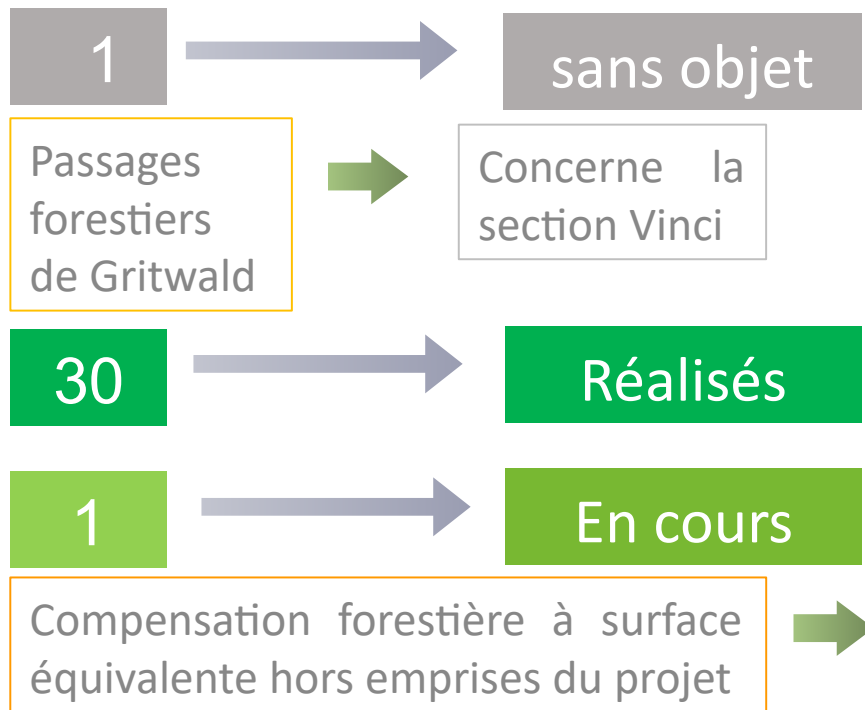 1
sans objet
Passages
forestiers
de Gritwald
Concerne la
section Vinci
30
Réalisés
1
En cours
Compensation forestière à surface
équivalente hors emprises du projet